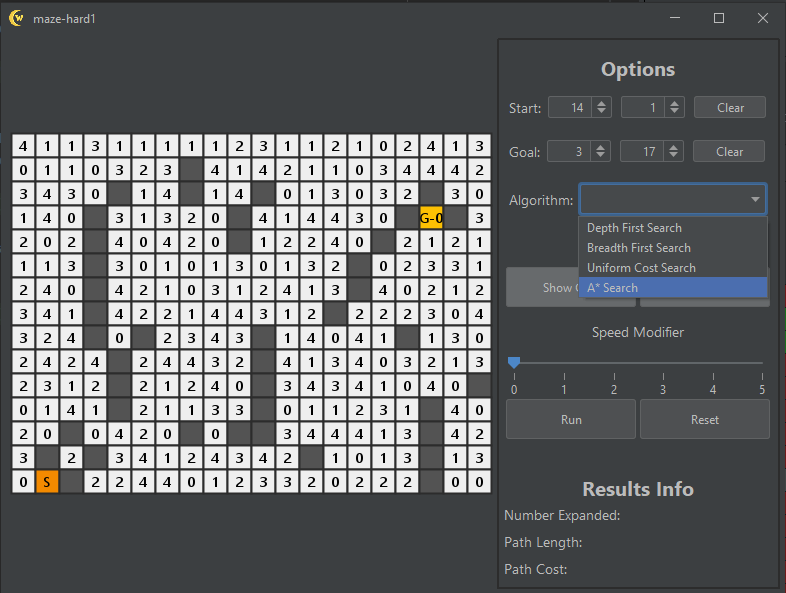 maze-hard1
4 1 1 3 1 1 1 1 1 2 3 1 1 2 1 0 2 4 1 3
0 1 1 0 3 2 3 4 1 4 2 1 1 0 3 4 4 4 2
3 4 3 0 1 4 1 4 0 1 3 0 3 2 3 0
1 4 0 3 1 3 2 0 4 1 4 4 3 0 G-0 3
2 0 2 4 0 4 2 0 1 2 2 4 0 2 1 2 1
1 1 3 3 0 1 0 1 3 0 1 3 2 0 2 3 3 1
2 4 0 4 2 1 0 3 1 2 4 1 3 4 0 2 1 2
3 4 1 4 2 2 1 4 4 3 1 2 2 2 2 3 0 4
3 2 4 0 2 3 4 3 1 4 0 4 1 1 3 0
2 4 2 4 2 4 4 3 2 4 1 3 4 0 3 2 1 3
2 3 1 2 2 1 2 4 0 3 4 3 4 1 0 4 0
0 1 4 1 2 1 1 3 3 0 1 1 2 3 1 4 0
2 0 0 4 2 0 0 3 4 4 4 1 3 4 2
3 2 3 4 1 2 4 3 4 2 1 0 1 3 1 3
0 S 2 2 4 4 0 1 2 3 3 2 0 2 2 2 0 0
Options
Start: 14 1 Clear
Goal: 3 17 Clear
Algorithm:
Depth First Search
Breadth First Search
Uniform Cost Search
A* Search
Show
Speed Modifier
0 1 2 3 4 5
Run Reset
Results Info
Number Expanded:
Path Length:
Path Cost: